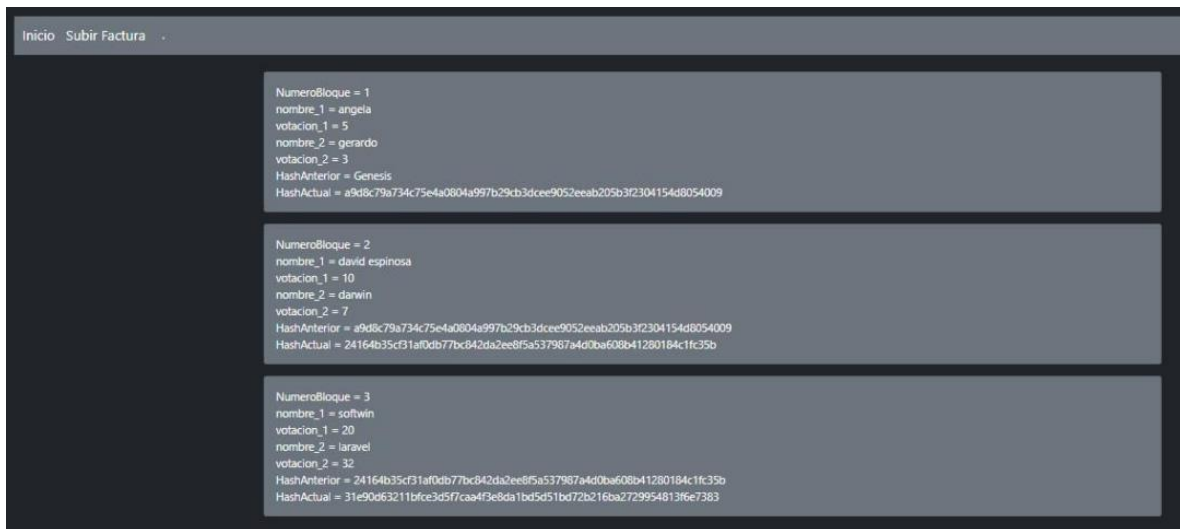 Inicio Subir Factura
NumeroBloque = 1
nombre_1 = angela
votacion_1 = 5
nombre_2 = gerardo
votacion_2 = 3
HashAnterior = Genesis
HashActual = a9d8c79a734c75e4a0804a997b29cb3dcee9052eeab205b3f2304154d8054009
NumeroBloque = 2
nombre_1 = david espinosa
votacion_1 = 10
nombre_2 = darwin
votacion_2 = 7
HashAnterior = a9d8c79a734c75e4a0804a997b29cb3dcee9052eeab205b3f2304154d8054009
HashActual = 24164b35cf31af0db77bc842da2ee8f5a537987a4d0ba608b41280184c1fc35b
NumeroBloque = 3
nombre_1 = softwin
votacion_1 = 20
nombre_2 = laravel
votacion_2 = 32
HashAnterior = 24164b35cf31af0db77bc842da2ee8f5a537987a4d0ba608b41280184c1fc35b
HashActual = 31e90d63211bfce3d5f7caa4f3e8da1bd5d51bd72b216ba2729954813f6e7383